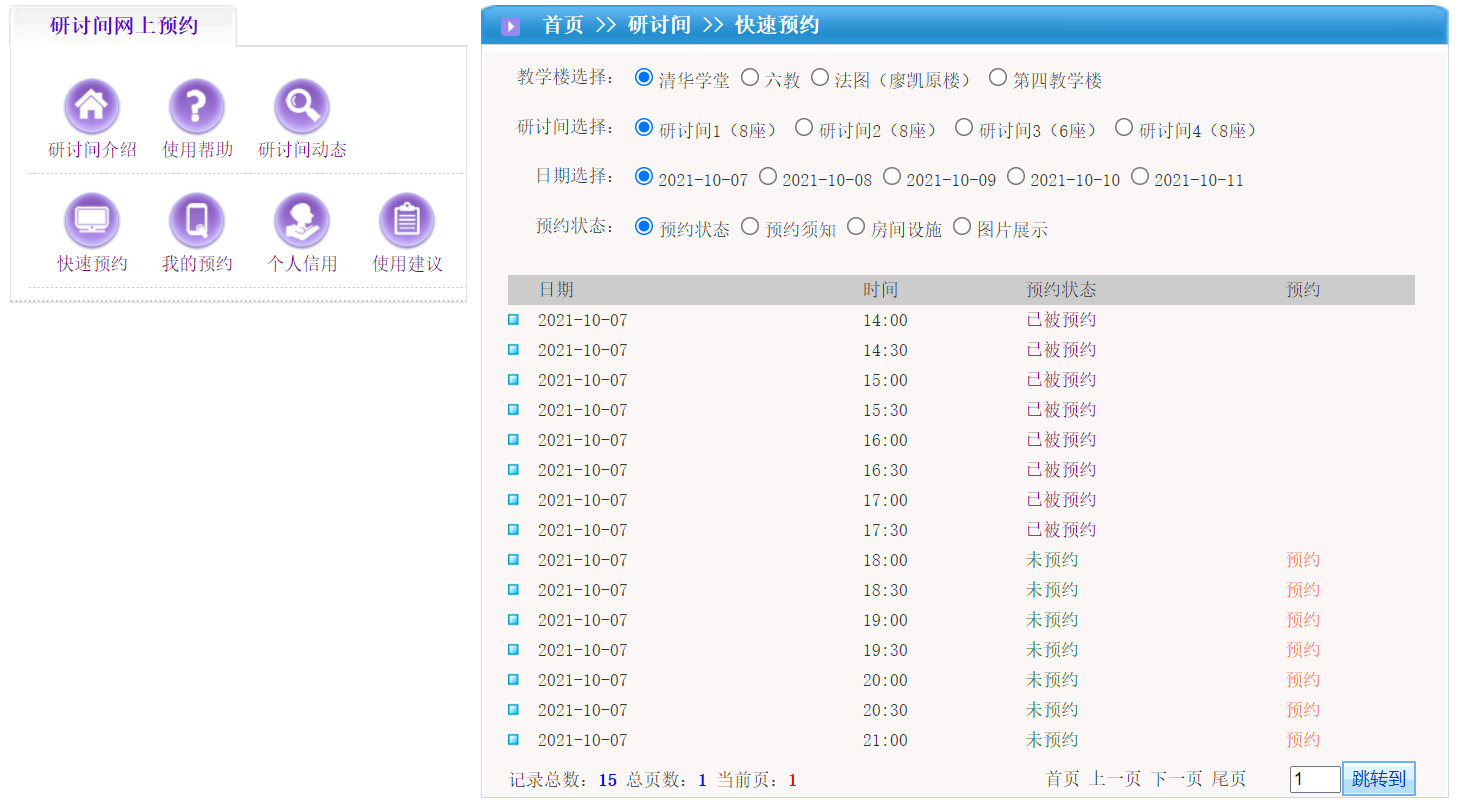 研讨间网上预约
研讨间介绍 使用帮助 研讨间动态
快速预约 我的预约 个人信用 使用建议
首页 >> 研讨间 >> 快速预约
教学楼选择： 清华学堂 六教 法图（廖凯原楼） 第四教学楼
研讨间选择： 研讨间1（8座） 研讨间2（8座） 研讨间3（6座） 研讨间4（8座）
日期选择： 2021-10-07 2021-10-08 2021-10-09 2021-10-10 2021-10-11
预约状态： 预约状态 预约须知 房间设施 图片展示
日期 时间 预约状态 预约
2021-10-07 14:00 已被预约
2021-10-07 14:30 已被预约
2021-10-07 15:00 已被预约
2021-10-07 15:30 已被预约
2021-10-07 16:00 已被预约
2021-10-07 16:30 已被预约
2021-10-07 17:00 已被预约
2021-10-07 17:30 已被预约
2021-10-07 18:00 未预约 预约
2021-10-07 18:30 未预约 预约
2021-10-07 19:00 未预约 预约
2021-10-07 19:30 未预约 预约
2021-10-07 20:00 未预约 预约
2021-10-07 20:30 未预约 预约
2021-10-07 21:00 未预约 预约
记录总数：15 总页数：1 当前页：1 首页 上一页 下一页 尾页 1 跳转到